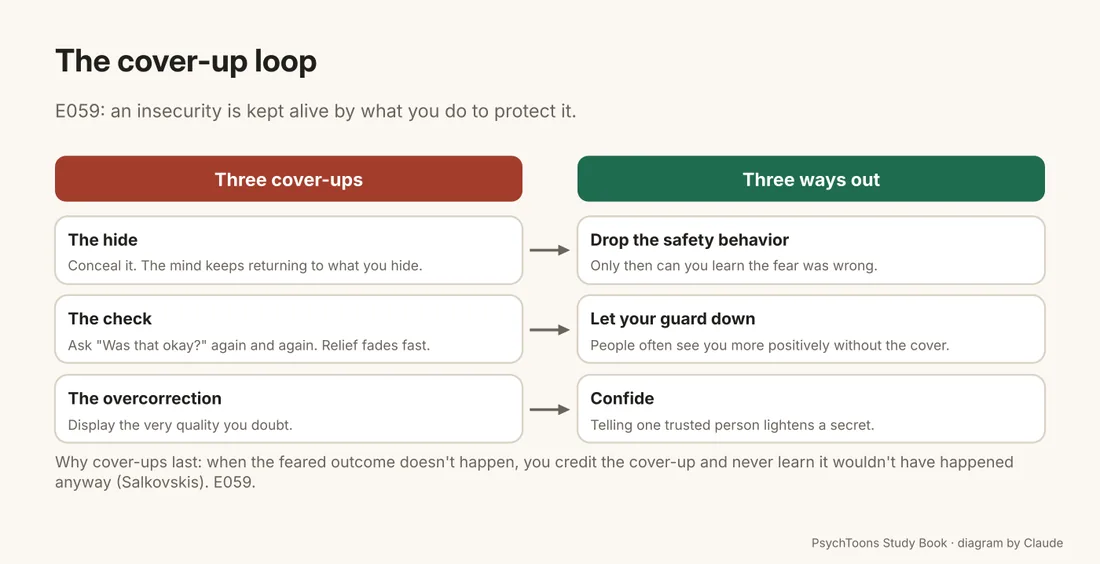 The cover-up loop
E059: an insecurity is kept alive by what you do to protect it.
Three cover-ups
Three ways out
The hide
Conceal it. The mind keeps returning to what you hide.
Drop the safety behavior
Only then can you learn the fear was wrong.
The check
Ask "Was that okay?" again and again. Relief fades fast.
Let your guard down
People often see you more positively without the cover.
The overcorrection
Display the very quality you doubt.
Confide
Telling one trusted person lightens a secret.
Why cover-ups last: when the feared outcome doesn't happen, you credit the cover-up and never learn it wouldn't have happened
anyway (Salkovskis). E059.
PsychToons Study Book · diagram by Claude